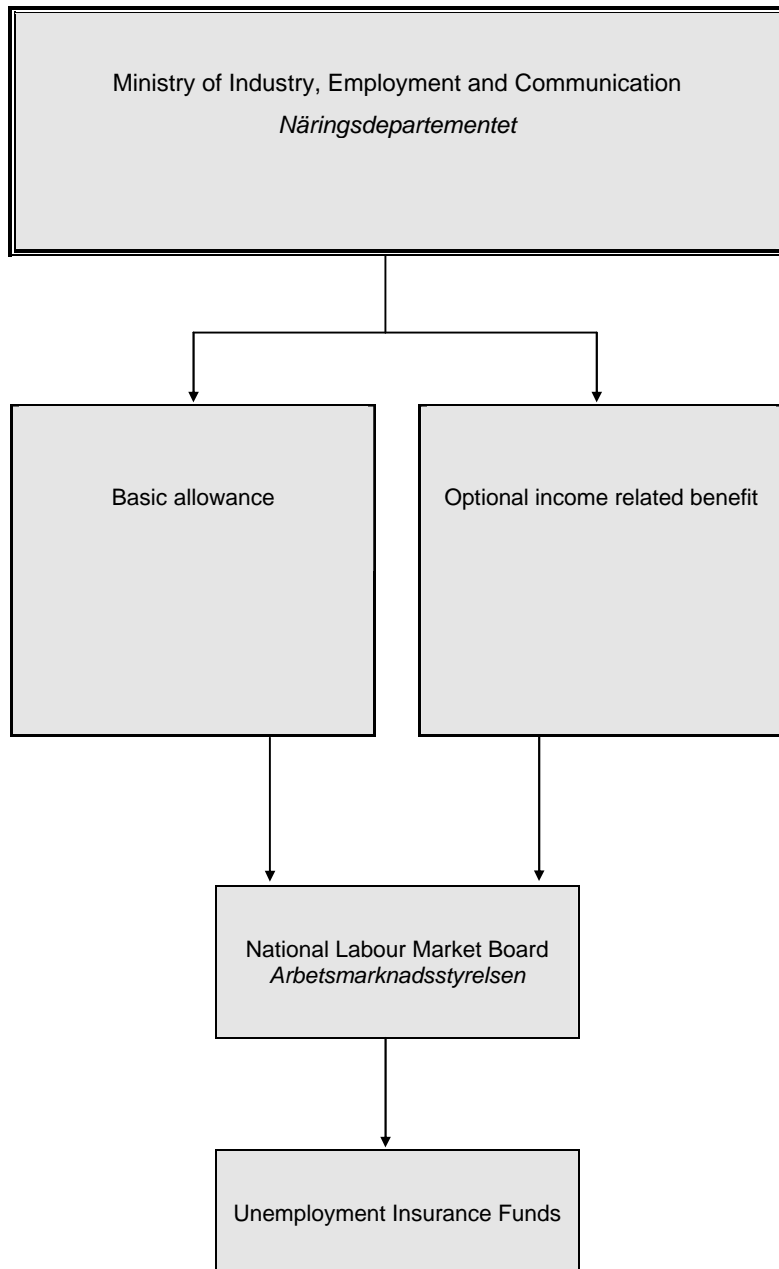 Ministry of Industry, Employment and Communication
Näringsdepartementet
Basic allowance
Optional income related benefit
National Labour Market Board
Arbetsmarknadsstyrelsen
Unemployment Insurance Funds